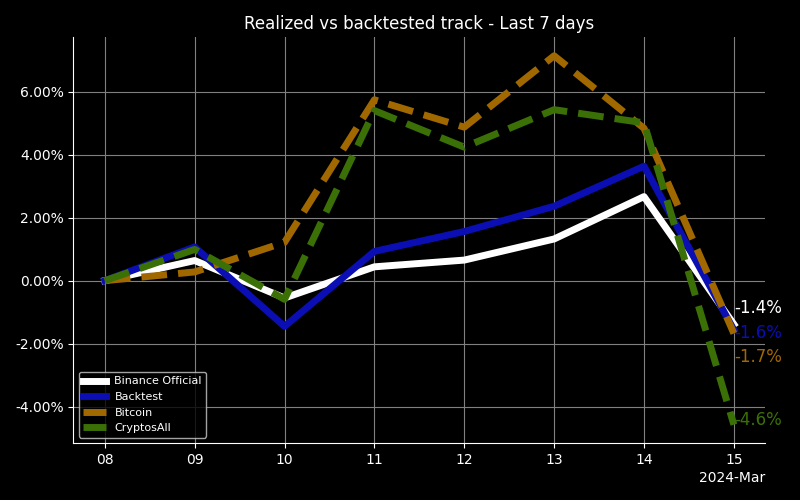 Realized vs backtested track - Last 7 days
6.00%
4.00%
2.00%
0.00%
-2.00%
-4.00%
-1.4%
-1.6%
-1.7%
-4.6%
Binance Official
Backtest
Bitcoin
CryptosAll
08 09 10 11 12 13 14 15
2024-Mar